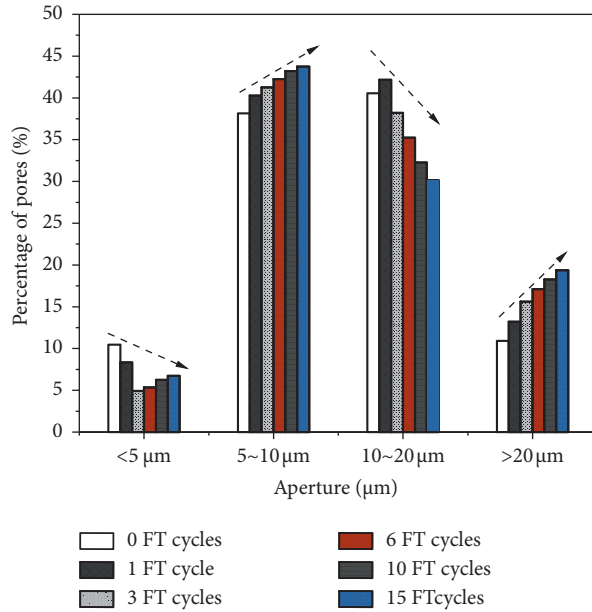 50
45
40
35
30
25
20
15
10
5
0
Percentage of pores (%)
<5 μm
5~10 μm
10~20 μm
>20 μm
Aperture (μm)
0 FT cycles
1 FT cycle
3 FT cycles
6 FT cycles
10 FT cycles
15 FTcycles